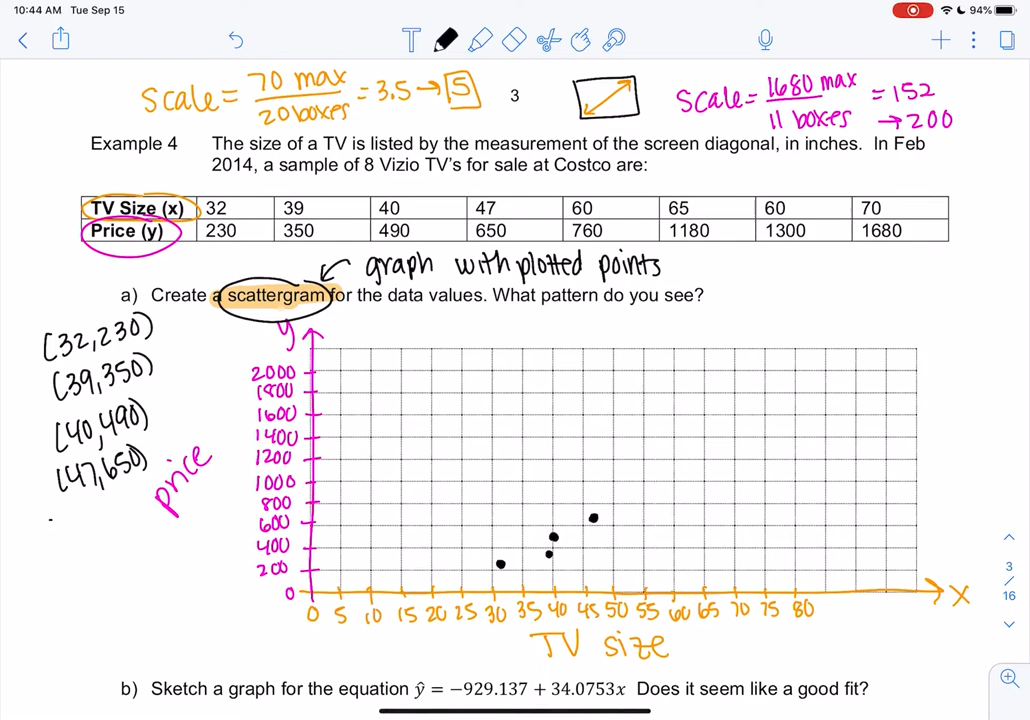 10:44 AM Tue Sep 15
94%
T
Scale = 70 max / 20 boxes = 3.5 → 5
3
Scale = 1680 max / 11 boxes = 152 → 200
Example 4 The size of a TV is listed by the measurement of the screen diagonal, in inches. In Feb
2014, a sample of 8 Vizio TV's for sale at Costco are:
TV Size (x) 32 39 40 47 60 65 60 70
Price (y) 230 350 490 650 760 1180 1300 1680
graph with plotted points
a) Create a scattergram for the data values. What pattern do you see?
(32,230)
(39,350)
(40,490)
(47,650)
price
y
2000
1800
1600
1400
1200
1000
800
600
400
200
0
0 5 10 15 20 25 30 35 40 45 50 55 60 65 70 75 80 X
TV size
3
/
16
b) Sketch a graph for the equation ŷ = −929.137 + 34.0753x Does it seem like a good fit?